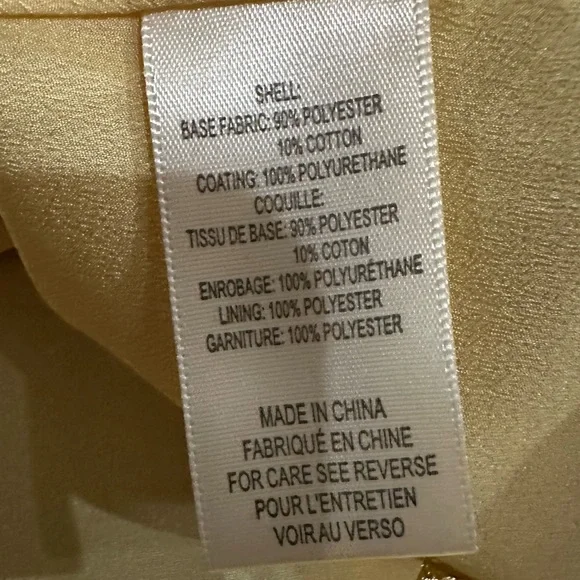 SHELL:
BASE FABRIC: 90% POLYESTER
10% COTTON
COATING: 100% POLYURETHANE
COQUILLE:
TISSU DE BASE: 90% POLYESTER
10% COTON
ENROBAGE: 100% POLYURÉTHANE
LINING: 100% POLYESTER
GARNITURE: 100% POLYESTER
MADE IN CHINA
FABRIQUÉ EN CHINE
FOR CARE SEE REVERSE
POUR L'ENTRETIEN
VOIR AU VERSO